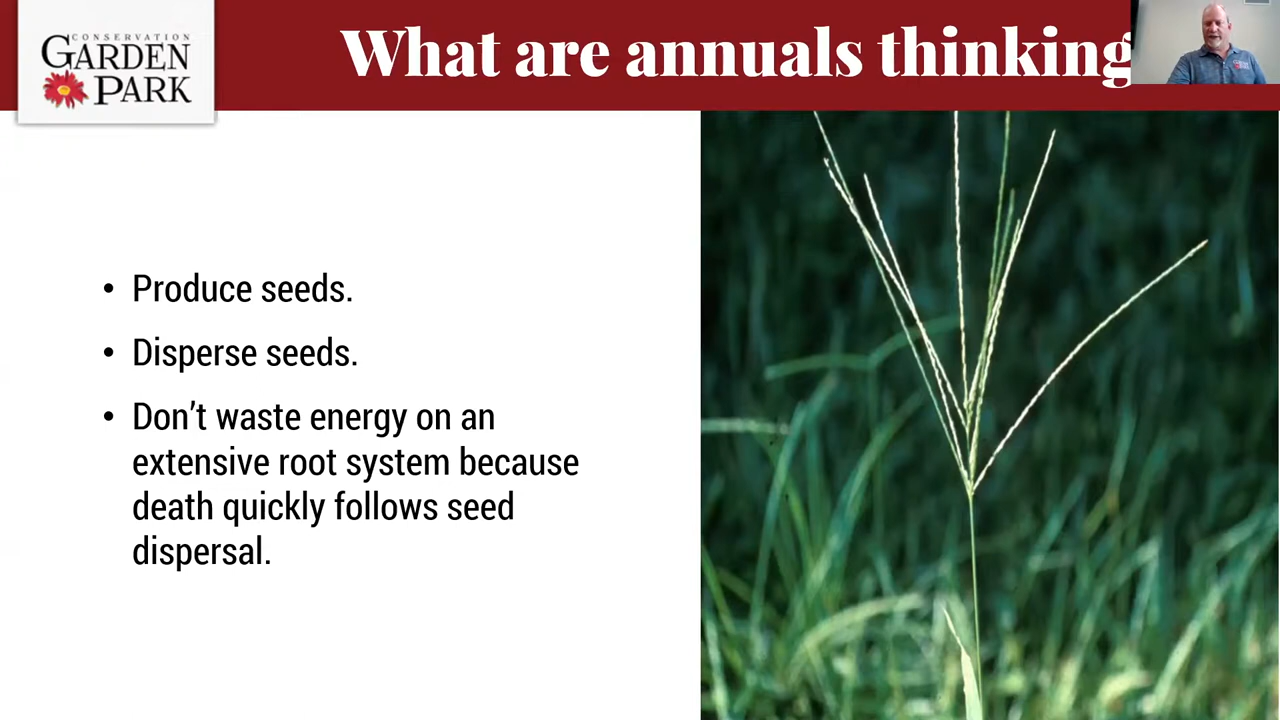 CONSERVATION
GARDEN
PARK
What are annuals thinking
• Produce seeds.
• Disperse seeds.
• Don't waste energy on an
extensive root system because
death quickly follows seed
dispersal.